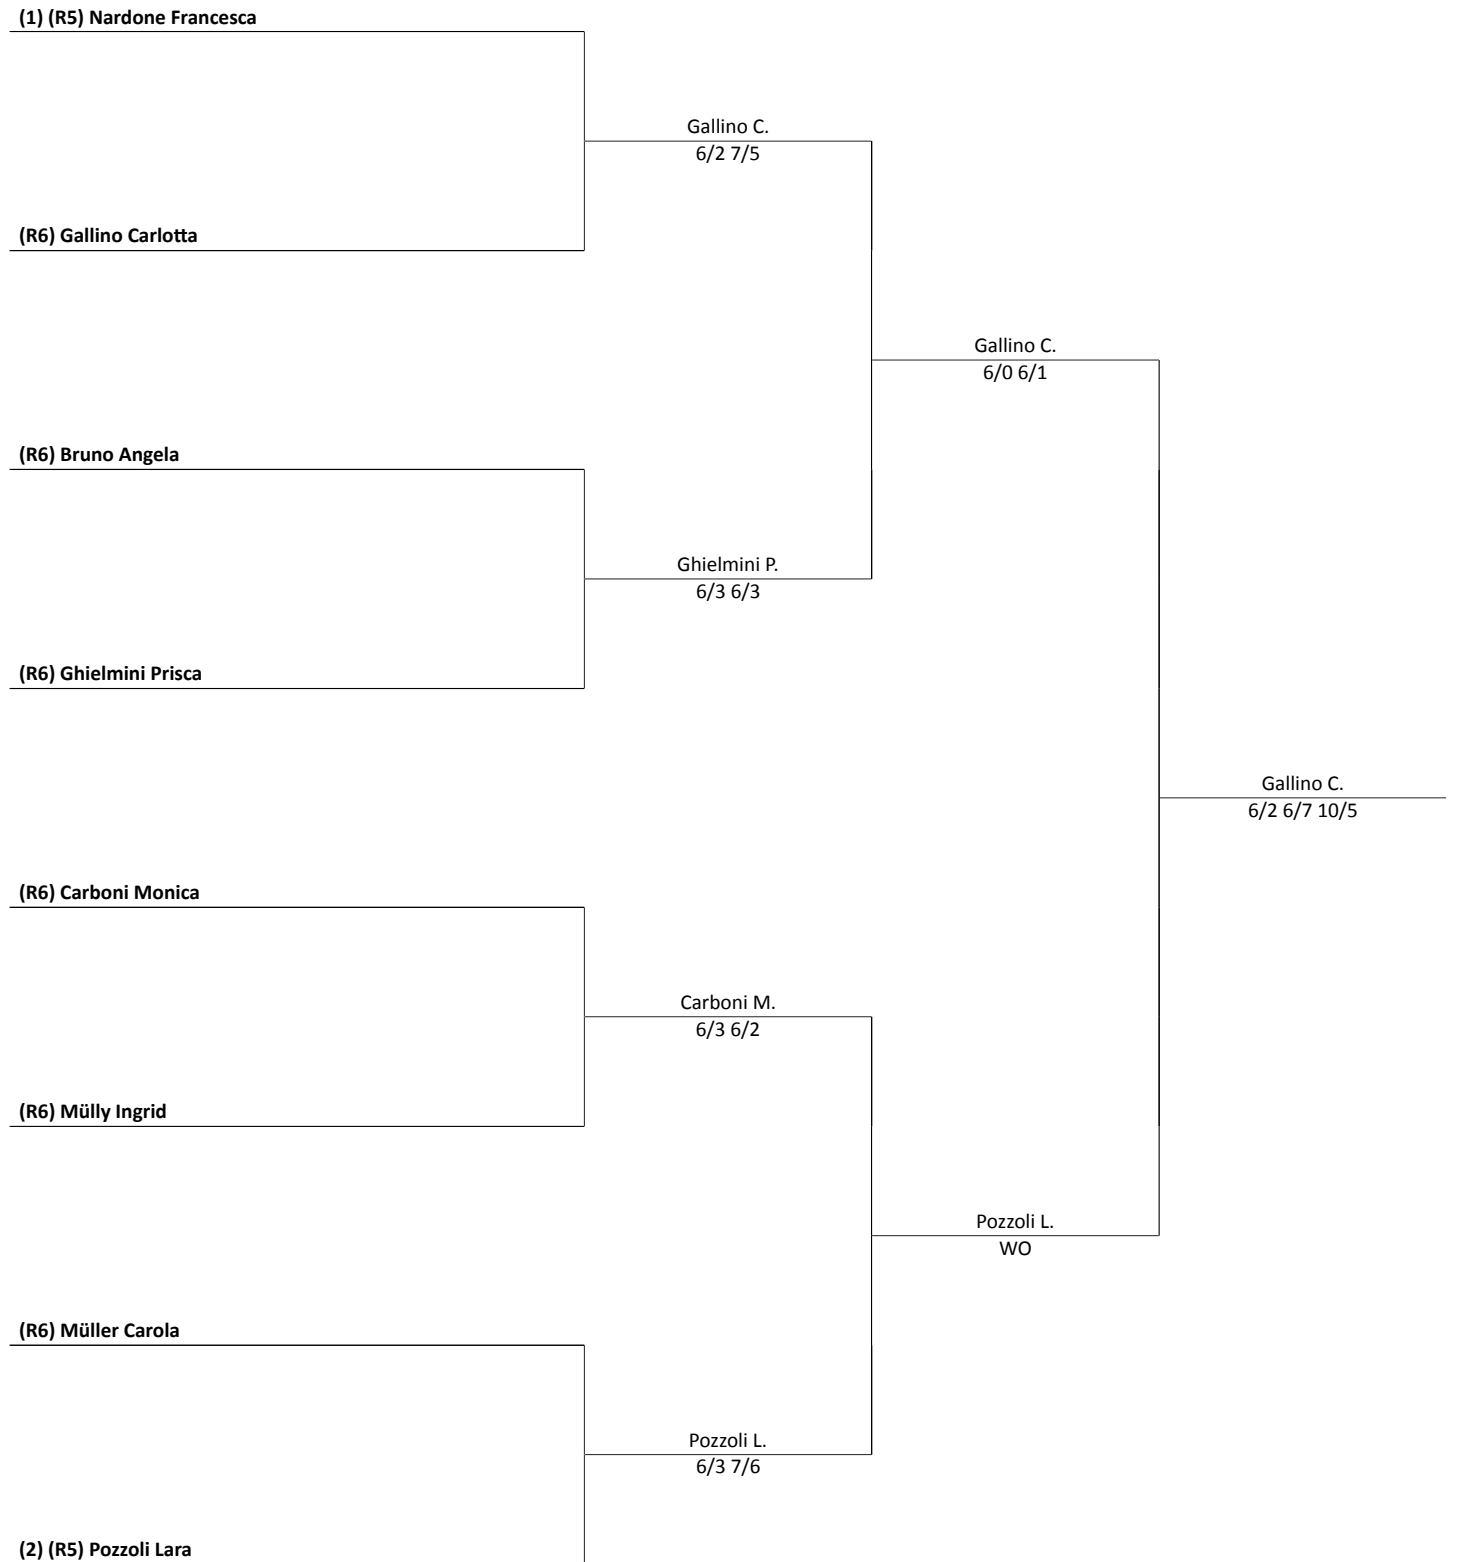 (1) (R5) Nardone Francesca
Gallino C.
6/2 7/5
(R6) Gallino Carlotta
Gallino C.
6/0 6/1
(R6) Bruno Angela
Ghielmini P.
6/3 6/3
(R6) Ghielmini Prisca
Gallino C.
6/2 6/7 10/5
(R6) Carboni Monica
Carboni M.
6/3 6/2
(R6) Mülly Ingrid
Pozzoli L.
WO
(R6) Müller Carola
Pozzoli L.
6/3 7/6
(2) (R5) Pozzoli Lara